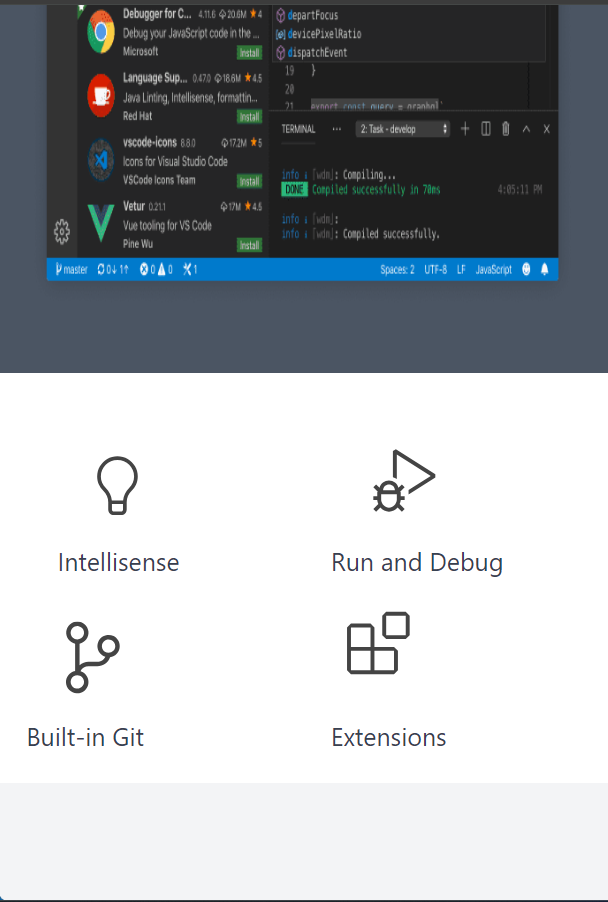 Debugger for C... 4.11.6 20.6M ★ 4
Debug your JavaScript code in the ...
Microsoft Install
Language Sup... 0.47.0 16.6M ★ 4.5
Java Linting, Intellisense, formattin...
Red Hat Install
vscode-icons 8.8.0 17.2M ★ 5
Icons for Visual Studio Code
VSCode Icons Team Install
Vetur 0.21.1 17M ★ 4.5
Vue tooling for VS Code
Pine Wu Install
departFocus
devicePixelRatio
dispatchEvent
19 }
20
21 export const query = graphql`
TERMINAL ... 2: Task - develop
info ｢wdm｣: Compiling...
DONE Compiled successfully in 70ms 4:05:11 PM
info ｢wdm｣:
info ｢wdm｣: Compiled successfully.
master 0↓ 1↑ 0 0 1 Spaces: 2 UTF-8 LF JavaScript
Intellisense
Run and Debug
Built-in Git
Extensions